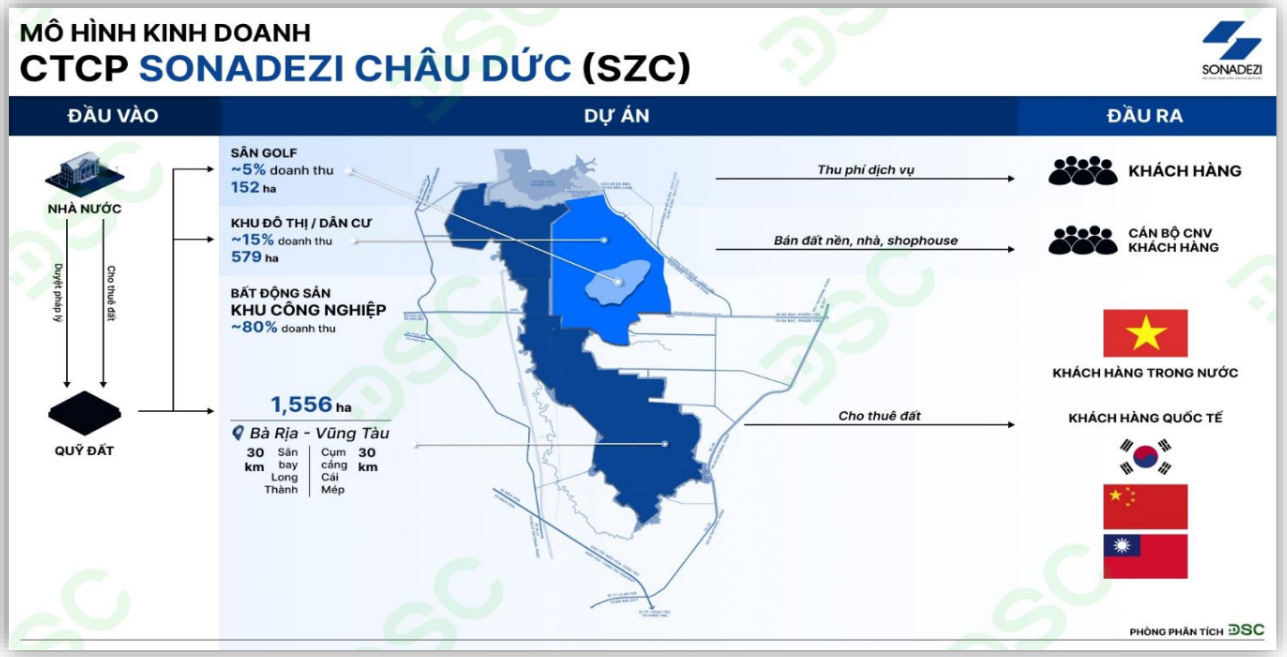 MÔ HÌNH KINH DOANH
CTCP SONADEZI CHÂU DỨC (SZC)
SONADEZI
ĐẦU VÀO
DỰ ÁN
ĐẦU RA
NHÀ NƯỚC
Duyệt pháp lý
Cho thuê đất
QUỸ ĐẤT
SÂN GOLF
~5% doanh thu
152 ha
KHU ĐÔ THỊ / DÂN CƯ
~15% doanh thu
579 ha
BẤT ĐỘNG SẢN
KHU CÔNG NGHIỆP
~80% doanh thu
1,556 ha
Bà Rịa - Vũng Tàu
30 km Sân bay Long Thành
Cụm cảng Cái Mép 30 km
Thu phí dịch vụ
KHÁCH HÀNG
Bán đất nền, nhà, shophouse
CÁN BỘ CNV
KHÁCH HÀNG
Cho thuê đất
KHÁCH HÀNG TRONG NƯỚC
KHÁCH HÀNG QUỐC TẾ
PHÒNG PHÂN TÍCH DSC